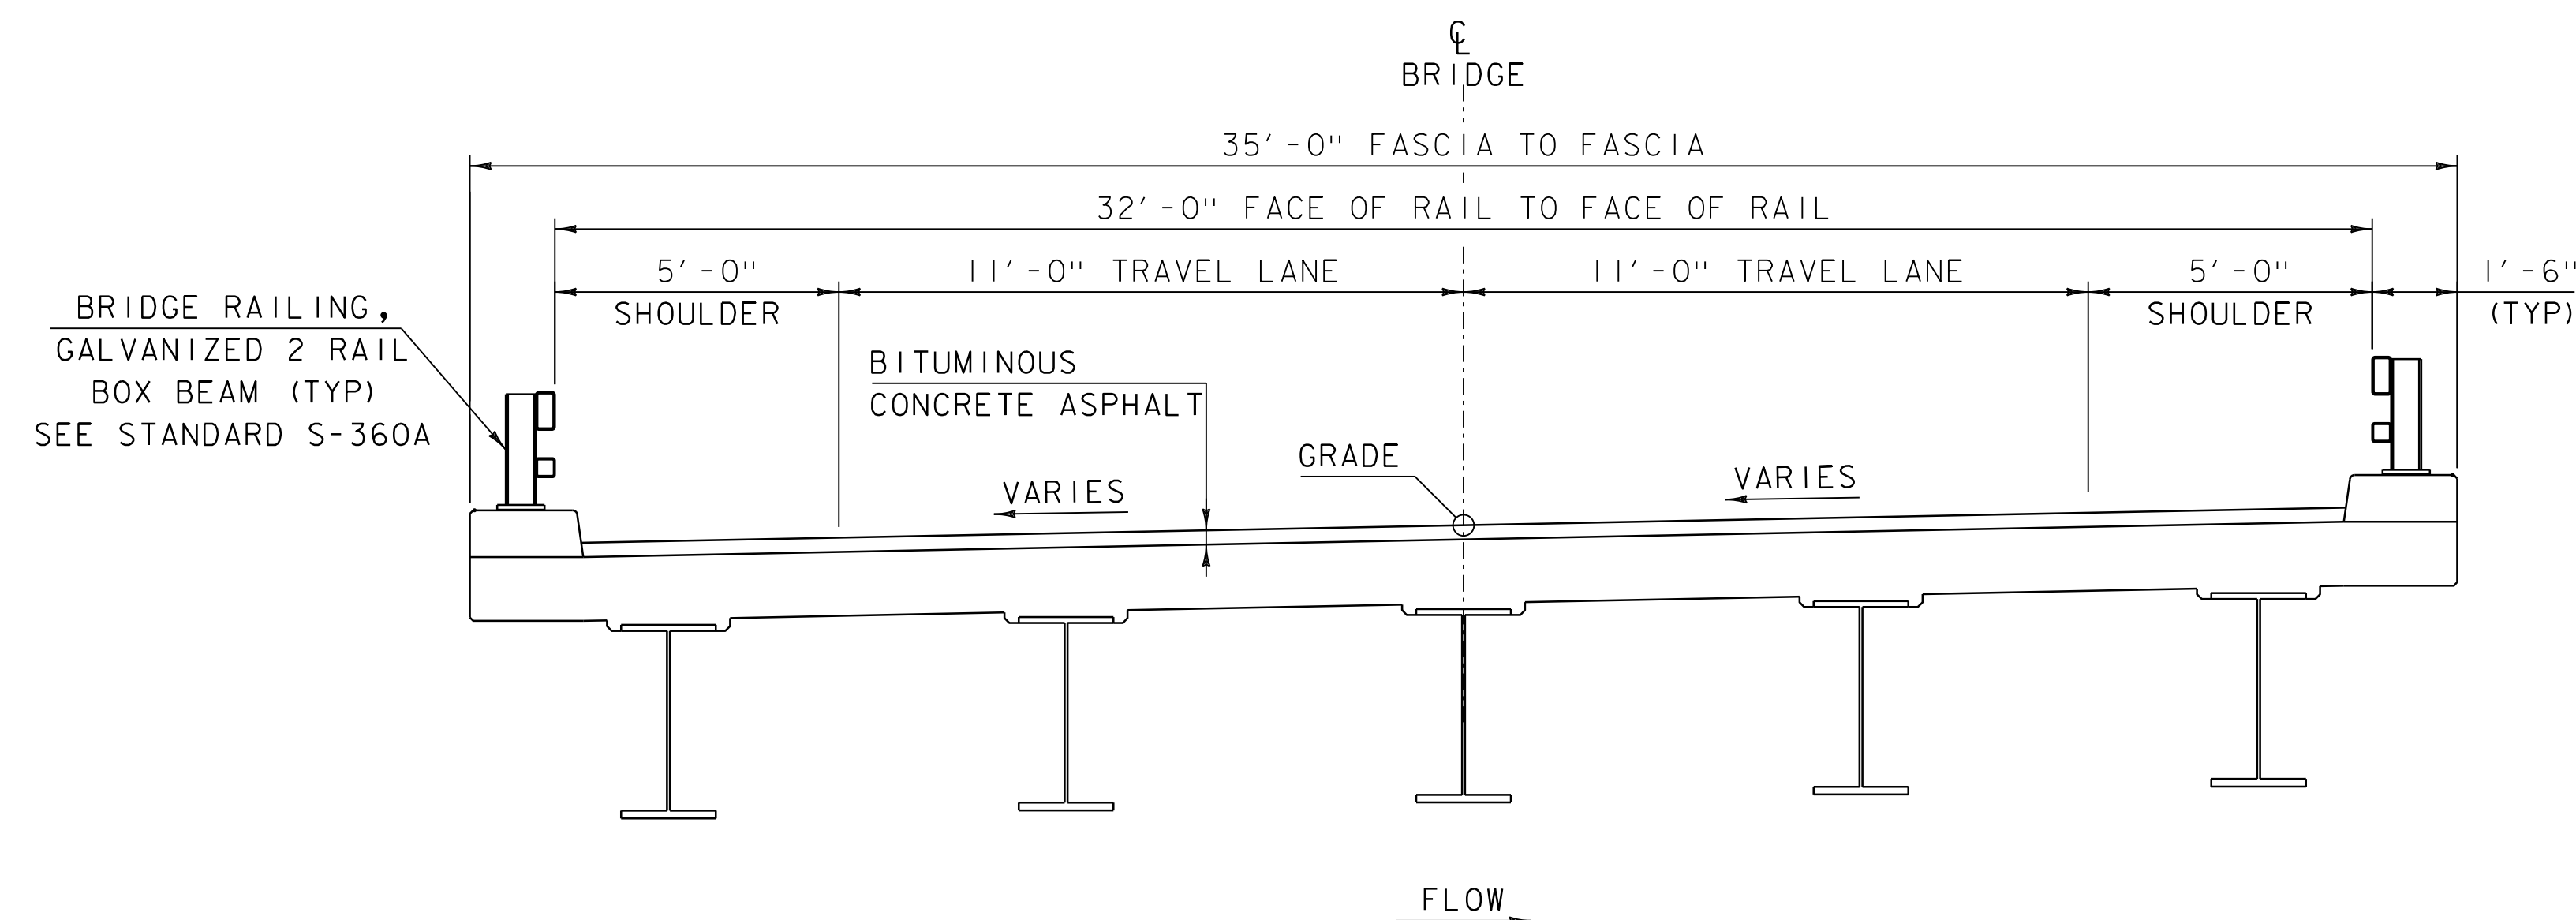 ℄
BRIDGE
35'-0" FASCIA TO FASCIA
32'-0" FACE OF RAIL TO FACE OF RAIL
5'-0"
SHOULDER
11'-0" TRAVEL LANE
11'-0" TRAVEL LANE
5'-0"
SHOULDER
1'-6"
(TYP)
BRIDGE RAILING,
GALVANIZED 2 RAIL
BOX BEAM (TYP)
SEE STANDARD S-360A
BITUMINOUS
CONCRETE ASPHALT
GRADE
VARIES
VARIES
FLOW